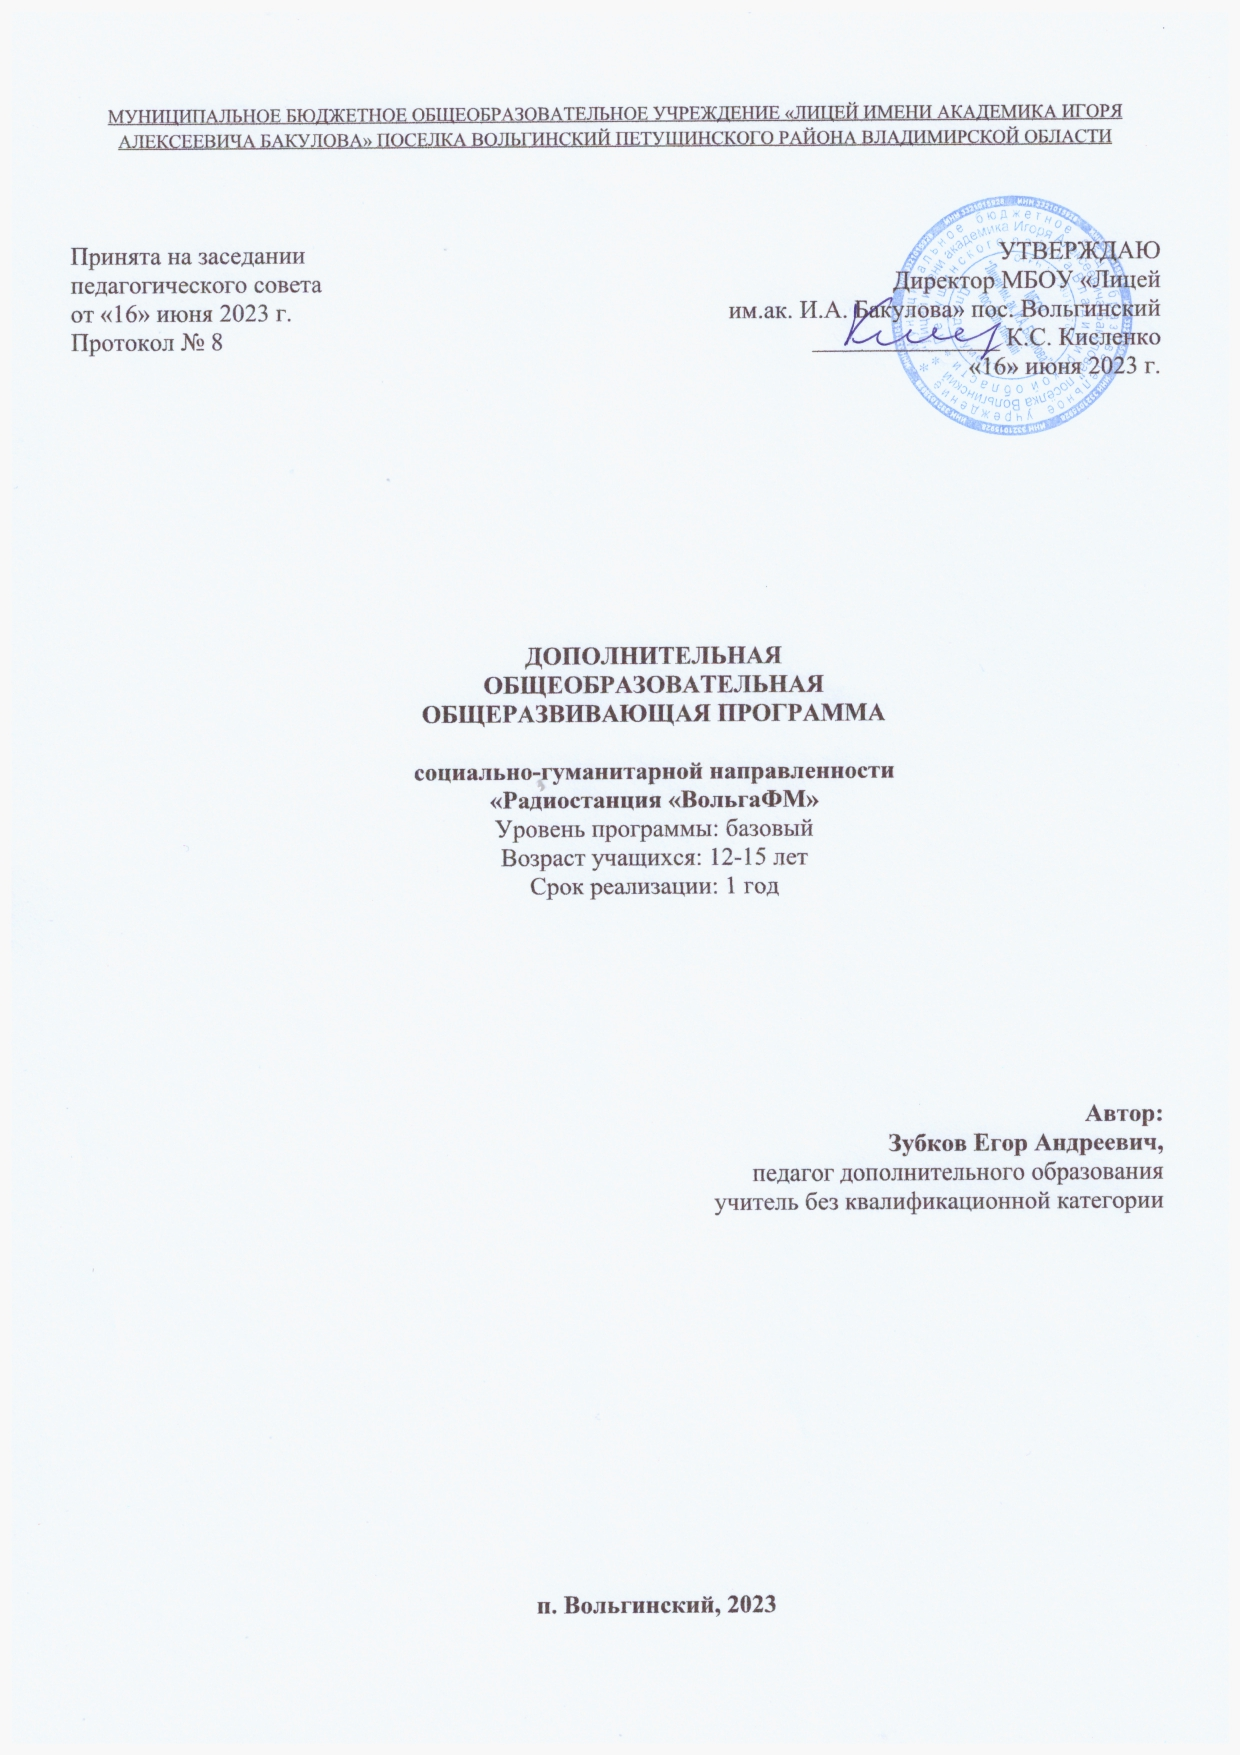 МУНИЦИПАЛЬНОЕ БЮДЖЕТНОЕ ОБЩЕОБРАЗОВАТЕЛЬНОЕ УЧРЕЖДЕНИЕ «ЛИЦЕЙ ИМЕНИ АКАДЕМИКА ИГОРЯ
АЛЕКСЕЕВИЧА БАКУЛОВА» ПОСЕЛКА ВОЛЬГИНСКИЙ ПЕТУШИНСКОГО РАЙОНА ВЛАДИМИРСКОЙ ОБЛАСТИ
Принята на заседании
педагогического совета
от «16» июня 2023 г.
Протокол № 8
УТВЕРЖДАЮ
Директор МБОУ «Лицей
им.ак. И.А. Бакулова» пос. Вольгинский
К.С. Кисленко
«16» июня 2023 г.
ДОПОЛНИТЕЛЬНАЯ
ОБЩЕОБРАЗОВАТЕЛЬНАЯ
ОБЩЕРАЗВИВАЮЩАЯ ПРОГРАММА
социально-гуманитарной направленности
«Радиостанция «ВольгаФМ»
Уровень программы: базовый
Возраст учащихся: 12-15 лет
Срок реализации: 1 год
Автор:
Зубков Егор Андреевич,
педагог дополнительного образования
учитель без квалификационной категории
п. Вольгинский, 2023